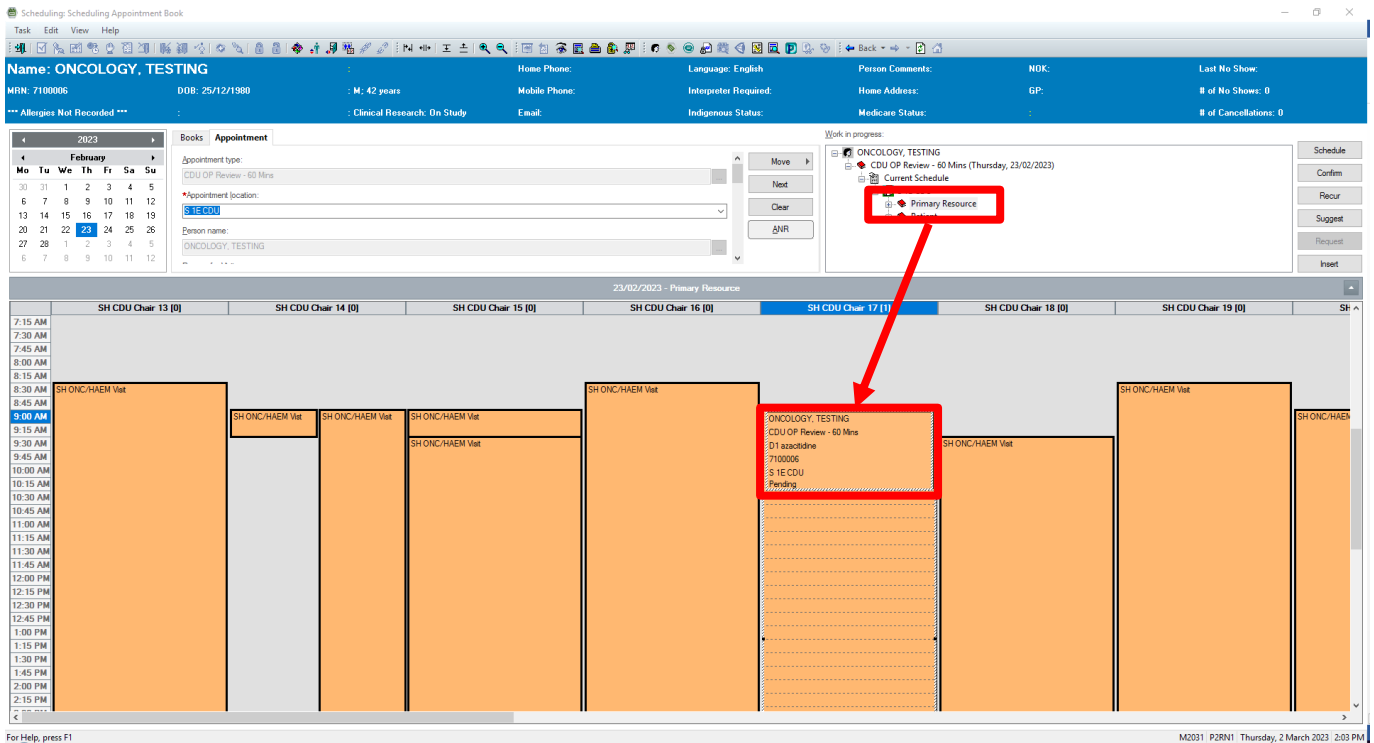 Scheduling: Scheduling Appointment Book
Task Edit View Help
Back
Name: ONCOLOGY, TESTING : Home Phone: Language: English Person Comments: NOK: Last No Show:
MRN: 7100006 DOB: 25/12/1980 : M; 42 years Mobile Phone: Interpreter Required: Home Address: GP: # of No Shows: 0
*** Allergies Not Recorded *** : : Clinical Research: On Study Email: Indigenous Status: Medicare Status: : # of Cancellations: 0
2023
February
Mo Tu We Th Fr Sa Su
30 31 1 2 3 4 5
6 7 8 9 10 11 12
13 14 15 16 17 18 19
20 21 22 23 24 25 26
27 28 1 2 3 4 5
6 7 8 9 10 11 12
Books Appointment
Appointment type:
CDU OP Review - 60 Mins
*Appointment location:
S 1E CDU
Person name:
ONCOLOGY, TESTING
Move
Next
Clear
ANR
Work in progress:
ONCOLOGY, TESTING
CDU OP Review - 60 Mins (Thursday, 23/02/2023)
Current Schedule
Primary Resource
Patient
Schedule
Confirm
Recur
Suggest
Request
Insert
23/02/2023 - Primary Resource
SH CDU Chair 13 [0] SH CDU Chair 14 [0] SH CDU Chair 15 [0] SH CDU Chair 16 [0] SH CDU Chair 17 [1] SH CDU Chair 18 [0] SH CDU Chair 19 [0] SH
7:15 AM
7:30 AM
7:45 AM
8:00 AM
8:15 AM
8:30 AM SH ONC/HAEM Visit SH ONC/HAEM Visit SH ONC/HAEM Visit
8:45 AM
9:00 AM SH ONC/HAEM Visit SH ONC/HAEM Visit SH ONC/HAEM Visit ONCOLOGY, TESTING SH ONC/HAEM
9:15 AM CDU OP Review - 60 Mins
9:30 AM SH ONC/HAEM Visit D1 azacitidine SH ONC/HAEM Visit
9:45 AM 7100006
10:00 AM S 1E CDU
10:15 AM Pending
10:30 AM
10:45 AM
11:00 AM
11:15 AM
11:30 AM
11:45 AM
12:00 PM
12:15 PM
12:30 PM
12:45 PM
1:00 PM
1:15 PM
1:30 PM
1:45 PM
2:00 PM
2:15 PM
For Help, press F1 M2031 P2RN1 Thursday, 2 March 2023 2:03 PM